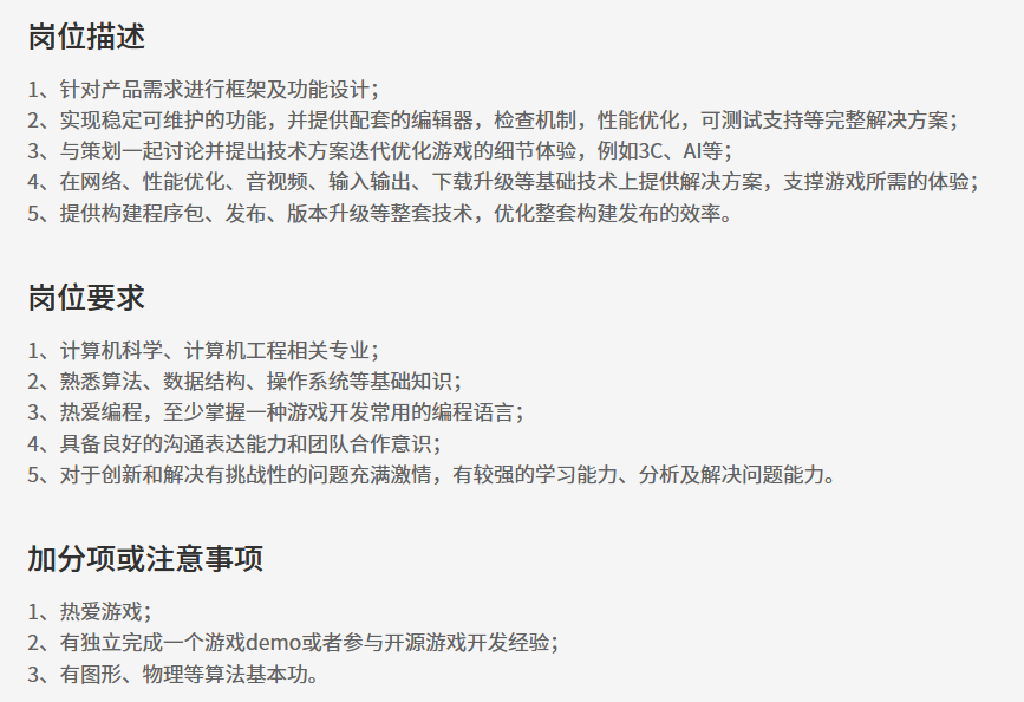 岗位描述
1、针对产品需求进行框架及功能设计；
2、实现稳定可维护的功能，并提供配套的编辑器，检查机制，性能优化，可测试支持等完整解决方案；
3、与策划一起讨论并提出技术方案迭代优化游戏的细节体验，例如3C、AI等；
4、在网络、性能优化、音视频、输入输出、下载升级等基础技术上提供解决方案，支撑游戏所需的体验；
5、提供构建程序包、发布、版本升级等整套技术，优化整套构建发布的效率。
岗位要求
1、计算机科学、计算机工程相关专业；
2、熟悉算法、数据结构、操作系统等基础知识；
3、热爱编程，至少掌握一种游戏开发常用的编程语言；
4、具备良好的沟通表达能力和团队合作意识；
5、对于创新和解决有挑战性的问题充满激情，有较强的学习能力、分析及解决问题能力。
加分项或注意事项
1、热爱游戏；
2、有独立完成一个游戏demo或者参与开源游戏开发经验；
3、有图形、物理等算法基本功。